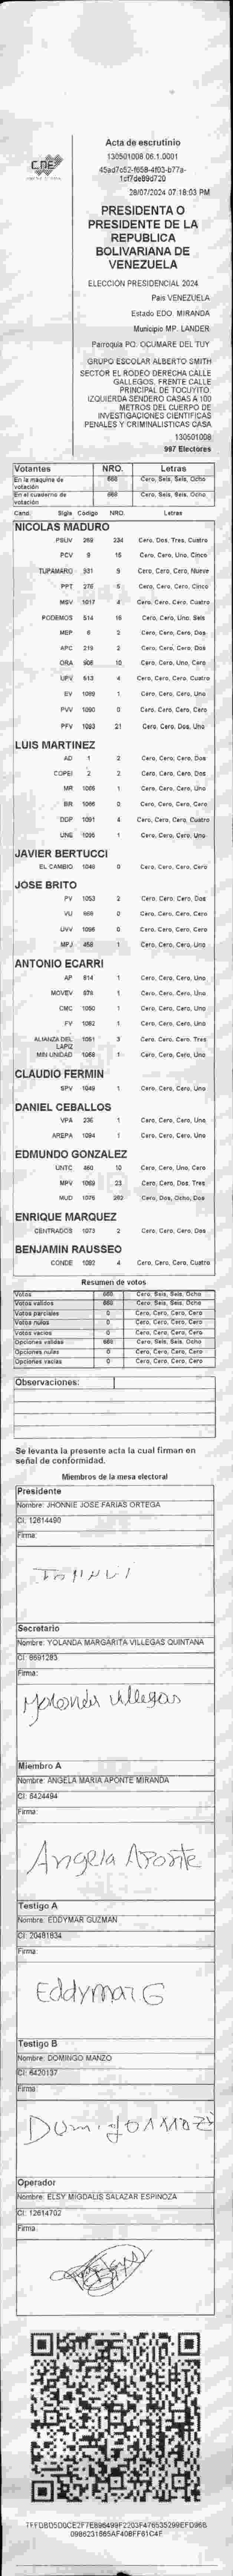 CNE
Acta de escrutinio
130501008.06.1.0001
28/07/2024 07:18:03 PM
PRESIDENTA O
PRESIDENTE DE LA
REPUBLICA
BOLIVARIANA DE
VENEZUELA
ELECCIÓN PRESIDENCIAL 2024
País VENEZUELA
Estado EDO. MIRANDA
Municipio MP. LANDER
Parroquia PQ. OCUMARE DEL TUY
GRUPO ESCOLAR ALBERTO SMITH
SECTOR EL RODEO DERECHA CALLE
GALLEGOS. FRENTE CALLE
PRINCIPAL DE TOCUYITO.
IZQUIERDA SENDERO CASAS A 100
METROS DEL CUERPO DE
INVESTIGACIONES CIENTIFICAS
PENALES Y CRIMINALISTICAS CASA
130501008
997 Electores
Votantes NRO. Letras
En la maquina de votación 668 Cero, Seis, Seis, Ocho
En el cuaderno de votación 668 Cero, Seis, Seis, Ocho
Cand. Sigla Código NRO. Letras
NICOLAS MADURO
PSUV 269 234 Cero, Dos, Tres, Cuatro
PCV 9 15 Cero, Cero, Uno, Cinco
TUPAMARO 931 9 Cero, Cero, Cero, Nueve
PPT 276 5 Cero, Cero, Cero, Cinco
MSV 1017 4 Cero, Cero, Cero, Cuatro
PODEMOS 514 16 Cero, Cero, Uno, Seis
MEP 6 2 Cero, Cero, Cero, Dos
APC 219 2 Cero, Cero, Cero, Dos
ORA 906 10 Cero, Cero, Uno, Cero
UPV 513 4 Cero, Cero, Cero, Cuatro
EV 1089 1 Cero, Cero, Cero, Uno
PVV 1090 0 Cero, Cero, Cero, Cero
PFV 1093 21 Cero, Cero, Dos, Uno
LUIS MARTINEZ
AD 1 2 Cero, Cero, Cero, Dos
COPEI 2 2 Cero, Cero, Cero, Dos
MR 1 Cero, Cero, Cero, Uno
BR 1066 0 Cero, Cero, Cero, Cero
DDP 1091 4 Cero, Cero, Cero, Cuatro
UNE 1095 1 Cero, Cero, Cero, Uno
JAVIER BERTUCCI
EL CAMBIO 1046 0 Cero, Cero, Cero, Cero
JOSE BRITO
PV 1053 2 Cero, Cero, Cero, Dos
VU 668 0 Cero, Cero, Cero, Cero
UVV 1098 0 Cero, Cero, Cero, Cero
MPJ 458 1 Cero, Cero, Cero, Uno
ANTONIO ECARRI
AP 814 1 Cero, Cero, Cero, Uno
MOVEV 978 1 Cero, Cero, Cero, Uno
CMC 1050 1 Cero, Cero, Cero, Uno
FV 1082 1 Cero, Cero, Cero, Uno
ALIANZA DEL LAPIZ 1081 3 Cero, Cero, Cero, Tres
MIN UNIDAD 1068 1 Cero, Cero, Cero, Uno
CLAUDIO FERMIN
SPV 1049 1 Cero, Cero, Cero, Uno
DANIEL CEBALLOS
VPA 236 1 Cero, Cero, Cero, Uno
AREPA 1094 1 Cero, Cero, Cero, Uno
EDMUNDO GONZALEZ
UNTC 460 10 Cero, Cero, Uno, Cero
MPV 1069 23 Cero, Cero, Dos, Tres
MUD 1076 282 Cero, Dos, Ocho, Dos
ENRIQUE MARQUEZ
CENTRADOS 1073 2 Cero, Cero, Cero, Dos
BENJAMIN RAUSSEO
CONDE 1092 4 Cero, Cero, Cero, Cuatro
Resumen de votos
Votos 668 Cero, Seis, Seis, Ocho
Votos validos 668 Cero, Seis, Seis, Ocho
Votos parciales 0 Cero, Cero, Cero, Cero
Votos nulos 0 Cero, Cero, Cero, Cero
Votos vacios 0 Cero, Cero, Cero, Cero
Opciones validas 668 Cero, Seis, Seis, Ocho
Opciones nulas 0 Cero, Cero, Cero, Cero
Opciones vacias 0 Cero, Cero, Cero, Cero
Observaciones:
Se levanta la presente acta la cual firman en
señal de conformidad.
Miembros de la mesa electoral
Presidente
Nombre: JHONNIE JOSE FARIAS ORTEGA
CI: 12614490
Firma:
Secretario
Nombre: YOLANDA MARGARITA VILLEGAS QUINTANA
CI: 6691283
Firma:
Yolanda Villegas
Miembro A
Nombre: ANGELA MARIA APONTE MIRANDA
CI: 6424494
Firma:
Angela Aponte
Testigo A
Nombre: EDDYMAR GUZMAN
CI: 20481834
Firma:
Eddymar G
Testigo B
Nombre: DOMINGO MANZO
CI: 6420137
Firma:
Operador
Nombre: ELSY MIGDALIS SALAZAR ESPINOZA
CI: 12614702
Firma: